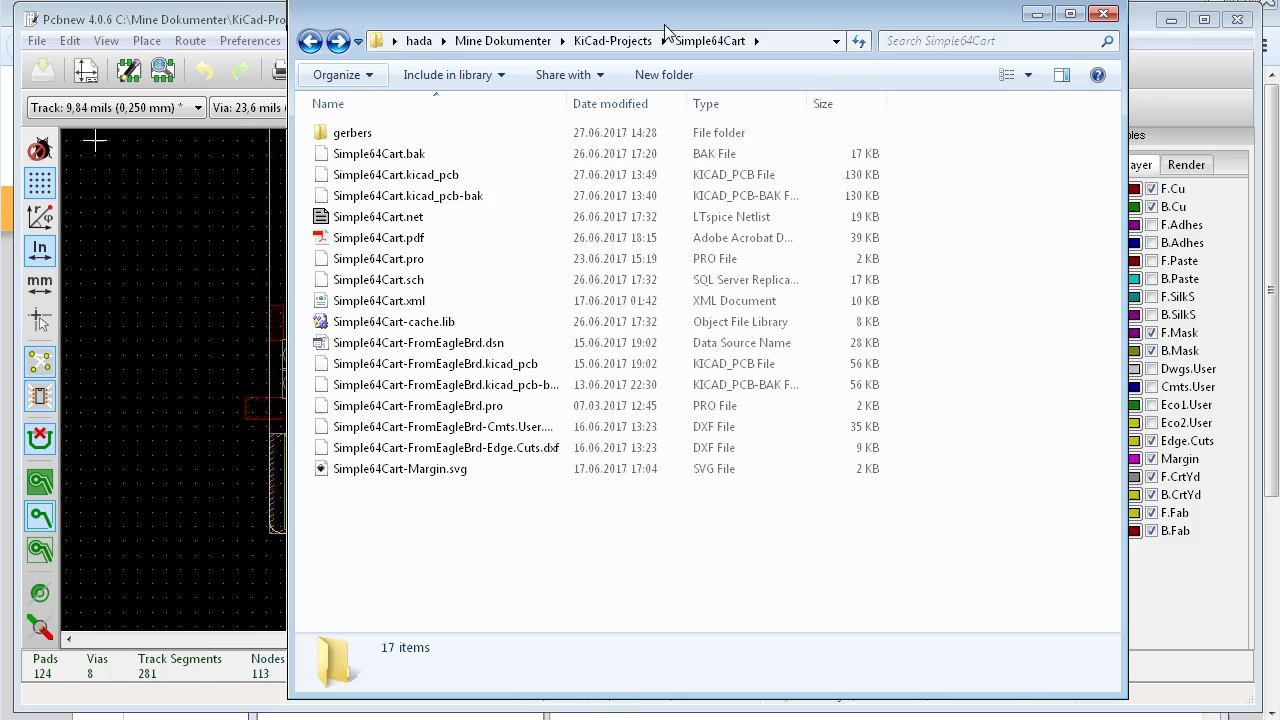 Pcbnew 4.0.6 C:\Mine Dokumenter\KiCad-Proj
File Edit View Place Route Preferences
Track: 9,84 mils (0,250 mm) *
Via: 23,6 mils
In
mm
Pads Vias Track Segments Nodes
124 8 281 113
hada Mine Dokumenter KiCad-Projects Simple64Cart
Search Simple64Cart
Organize Include in library Share with New folder
Name Date modified Type Size
gerbers 27.06.2017 14:28 File folder
Simple64Cart.bak 26.06.2017 17:20 BAK File 17 KB
Simple64Cart.kicad_pcb 27.06.2017 13:49 KICAD_PCB File 130 KB
Simple64Cart.kicad_pcb-bak 27.06.2017 13:40 KICAD_PCB-BAK F... 130 KB
Simple64Cart.net 26.06.2017 17:32 LTspice Netlist 19 KB
Simple64Cart.pdf 26.06.2017 18:15 Adobe Acrobat D... 39 KB
Simple64Cart.pro 23.06.2017 15:19 PRO File 2 KB
Simple64Cart.sch 26.06.2017 17:32 SQL Server Replica... 17 KB
Simple64Cart.xml 17.06.2017 01:42 XML Document 10 KB
Simple64Cart-cache.lib 26.06.2017 17:32 Object File Library 8 KB
Simple64Cart-FromEagleBrd.dsn 15.06.2017 19:02 Data Source Name 28 KB
Simple64Cart-FromEagleBrd.kicad_pcb 15.06.2017 19:02 KICAD_PCB File 56 KB
Simple64Cart-FromEagleBrd.kicad_pcb-b... 13.06.2017 22:30 KICAD_PCB-BAK F... 56 KB
Simple64Cart-FromEagleBrd.pro 07.03.2017 12:45 PRO File 2 KB
Simple64Cart-FromEagleBrd-Cmts.User.... 16.06.2017 13:23 DXF File 35 KB
Simple64Cart-FromEagleBrd-Edge.Cuts.dxf 16.06.2017 13:23 DXF File 9 KB
Simple64Cart-Margin.svg 17.06.2017 17:04 SVG File 2 KB
17 items
bles
ayer Render
F.Cu
B.Cu
F.Adhes
B.Adhes
F.Paste
B.Paste
F.SilkS
B.SilkS
F.Mask
B.Mask
Dwgs.User
Cmts.User
Eco1.User
Eco2.User
Edge.Cuts
Margin
F.CrtYd
B.CrtYd
F.Fab
B.Fab